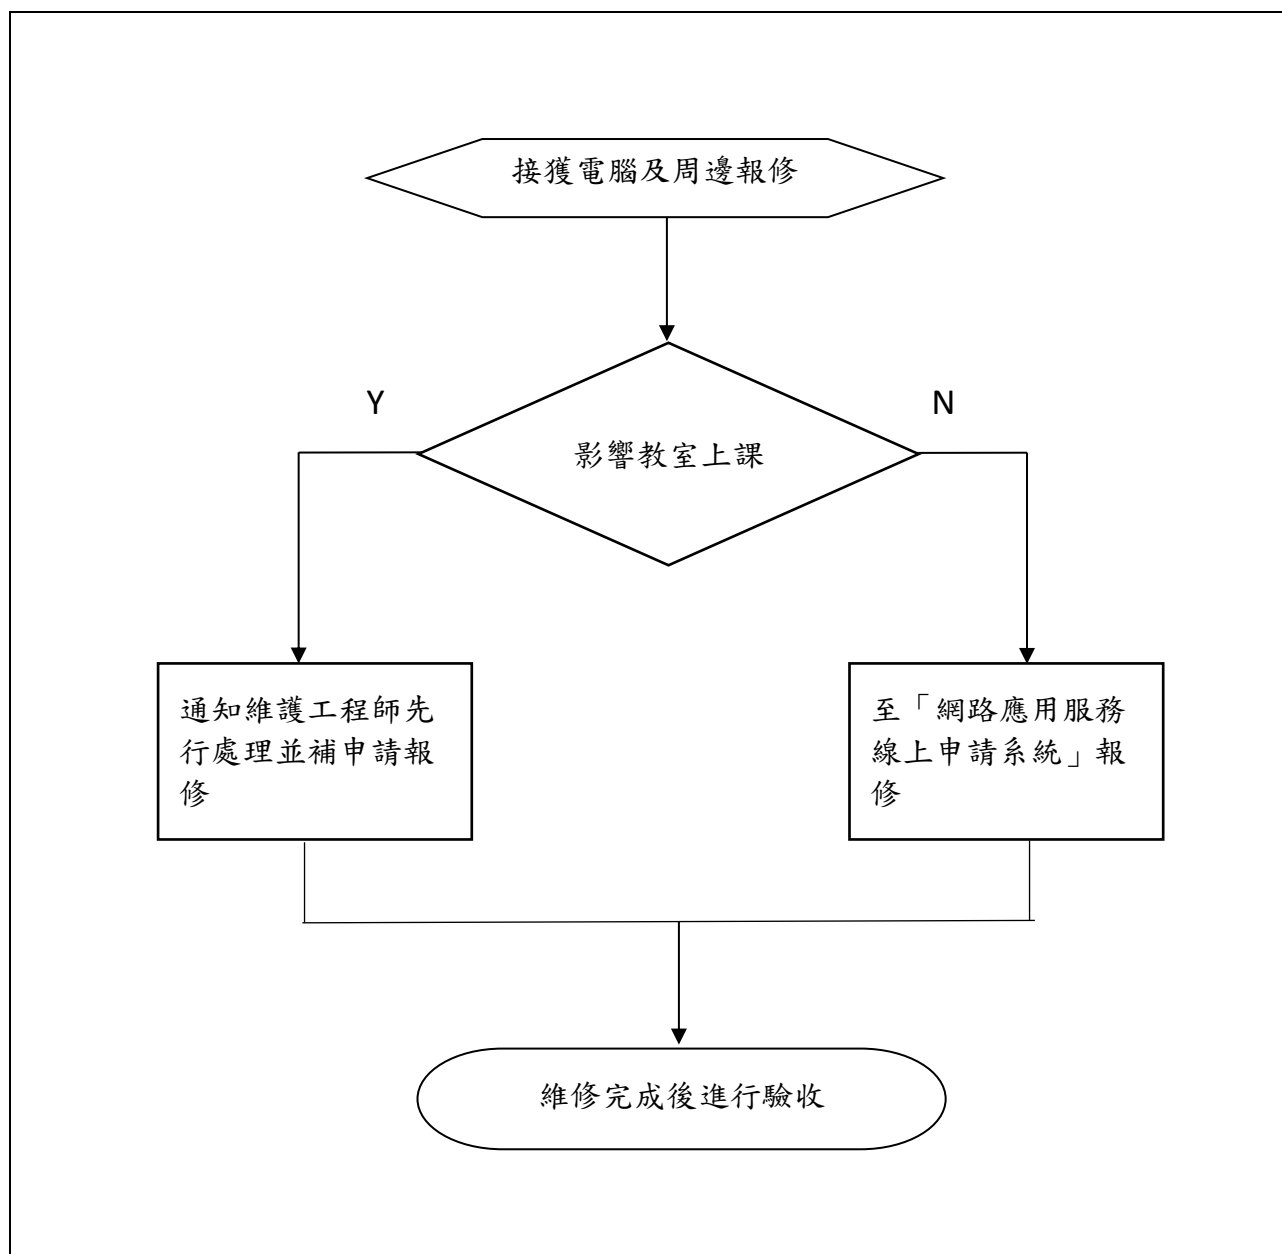 接獲電腦及周邊報修
Y
N
影響教室上課
通知維護工程師先
行處理並補申請報
修
至「網路應用服務
線上申請系統」報
修
維修完成後進行驗收